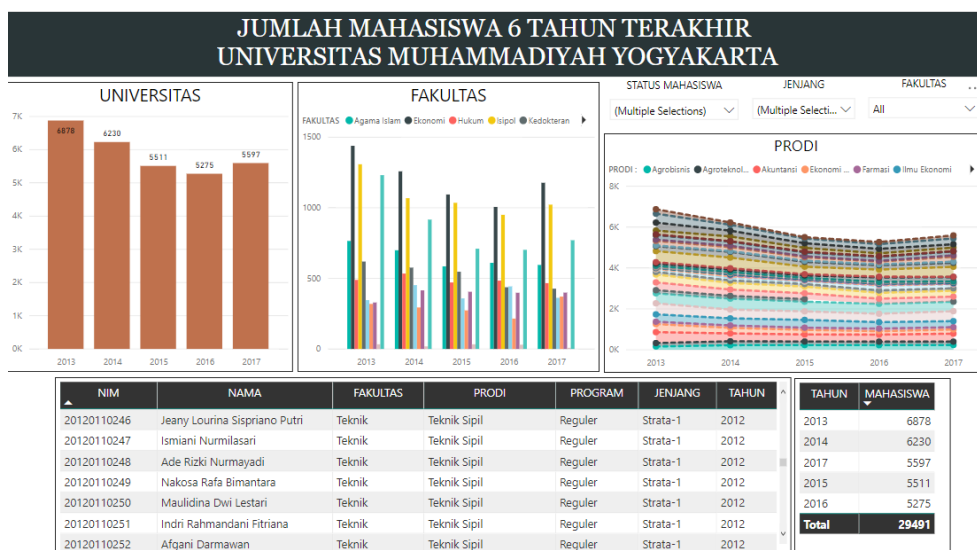 JUMLAH MAHASISWA 6 TAHUN TERAKHIR
UNIVERSITAS MUHAMMADIYAH YOGYAKARTA
UNIVERSITAS
7K
6K
5K
4K
3K
2K
1K
0K
6878
6230
5511
5275
5597
2013 2014 2015 2016 2017
FAKULTAS
FAKULTAS Agama Islam Ekonomi Hukum Isipol Kedokteran
1500
1000
500
0
2013 2014 2015 2016 2017
STATUS MAHASISWA JENJANG FAKULTAS ...
(Multiple Selections) (Multiple Selecti... All
PRODI
PRODI : Agrobisnis Agroteknol... Akuntansi Ekonomi ... Farmasi Ilmu Ekonomi
8K
6K
4K
2K
0K
2013 2014 2015 2016 2017
NIM NAMA FAKULTAS PRODI PROGRAM JENJANG TAHUN
20120110246 Jeany Lourina Sispriano Putri Teknik Teknik Sipil Reguler Strata-1 2012
20120110247 Ismiani Nurmilasari Teknik Teknik Sipil Reguler Strata-1 2012
20120110248 Ade Rizki Nurmayadi Teknik Teknik Sipil Reguler Strata-1 2012
20120110249 Nakosa Rafa Bimantara Teknik Teknik Sipil Reguler Strata-1 2012
20120110250 Maulidina Dwi Lestari Teknik Teknik Sipil Reguler Strata-1 2012
20120110251 Indri Rahmandani Fitriana Teknik Teknik Sipil Reguler Strata-1 2012
20120110252 Afgani Darmawan Teknik Teknik Sipil Reguler Strata-1 2012
TAHUN MAHASISWA
2013 6878
2014 6230
2017 5597
2015 5511
2016 5275
Total 29491